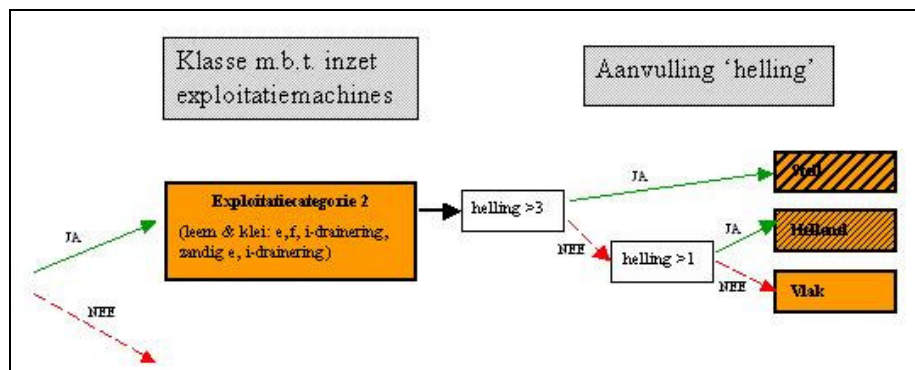 Klasse m.b.t. inzet
exploitatiemachines
Aanvulling ‘helling’
JA
NEE
Exploitatiecategorie 2
(leem & klei: e,f, i-drainering,
zandig e, i-drainering)
helling >3
JA
NEE
helling >1
JA
NEE
Steil
Hellend
Vlak